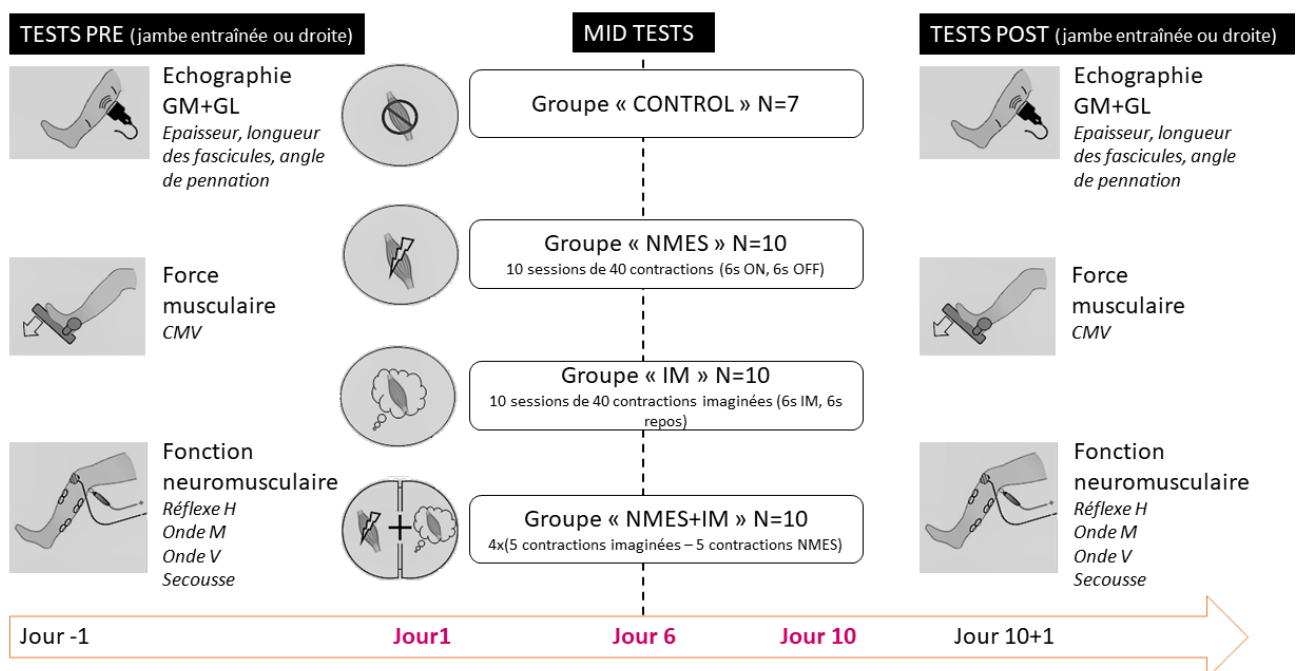 TESTS PRE (jambe entraînée ou droite)
Echographie
GM+GL
Epaisseur, longueur
des fascicules, angle
de pennation
Force
musculaire
CMV
Fonction
neuromusculaire
Réflexe H
Onde M
Onde V
Secousse
MID TESTS
Groupe « CONTROL » N=7
Groupe « NMES » N=10
10 sessions de 40 contractions (6s ON, 6s OFF)
Groupe « IM » N=10
10 sessions de 40 contractions imaginées (6s IM, 6s
repos)
Groupe « NMES+IM » N=10
4x(5 contractions imaginées – 5 contractions NMES)
TESTS POST (jambe entraînée ou droite)
Echographie
GM+GL
Epaisseur, longueur
des fascicules, angle
de pennation
Force
musculaire
CMV
Fonction
neuromusculaire
Réflexe H
Onde M
Onde V
Secousse
Jour -1
Jour1
Jour 6
Jour 10
Jour 10+1